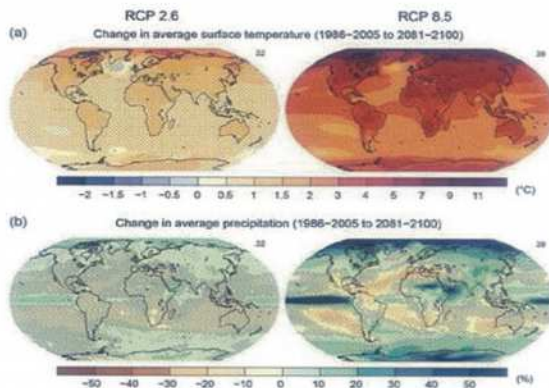 RCP 2.6 RCP 8.5
(a) Change in average surface temperature (1986–2005 to 2081–2100)
32 39
−2 −1.5 −1 −0.5 0 0.5 1 1.5 2 3 4 5 7 9 11 (°C)
(b) Change in average precipitation (1986–2005 to 2081–2100)
32 39
−50 −40 −30 −20 −10 0 10 20 30 40 50 (%)